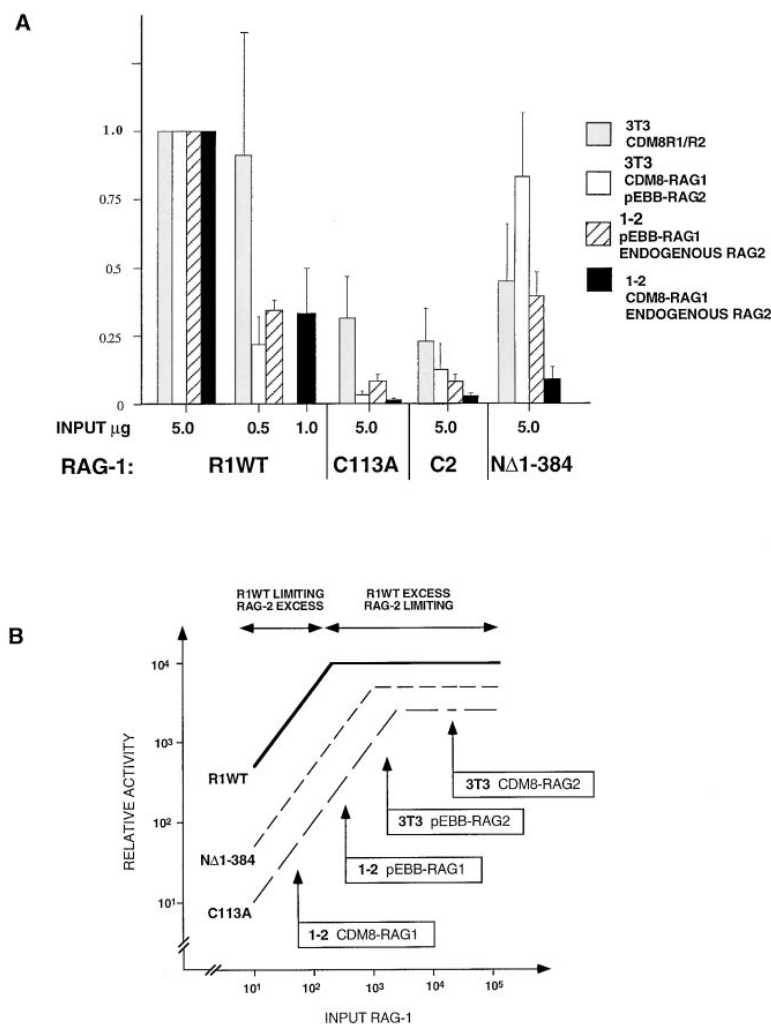 A
1.0
0.75
0.5
0.25
0
3T3
CDM8R1/R2
3T3
CDM8-RAG1
pEBB-RAG2
1-2
pEBB-RAG1
ENDOGENOUS RAG2
1-2
CDM8-RAG1
ENDOGENOUS RAG2
INPUT μg 5.0 0.5 1.0 5.0 5.0 5.0
RAG-1: R1WT C113A C2 NΔ1-384
B
R1WT LIMITING
RAG-2 EXCESS
R1WT EXCESS
RAG-2 LIMITING
RELATIVE ACTIVITY
10⁴
10³
10²
10¹
R1WT
NΔ1-384
C113A
3T3 CDM8-RAG2
3T3 pEBB-RAG2
1-2 pEBB-RAG1
1-2 CDM8-RAG1
10¹ 10² 10³ 10⁴ 10⁵
INPUT RAG-1